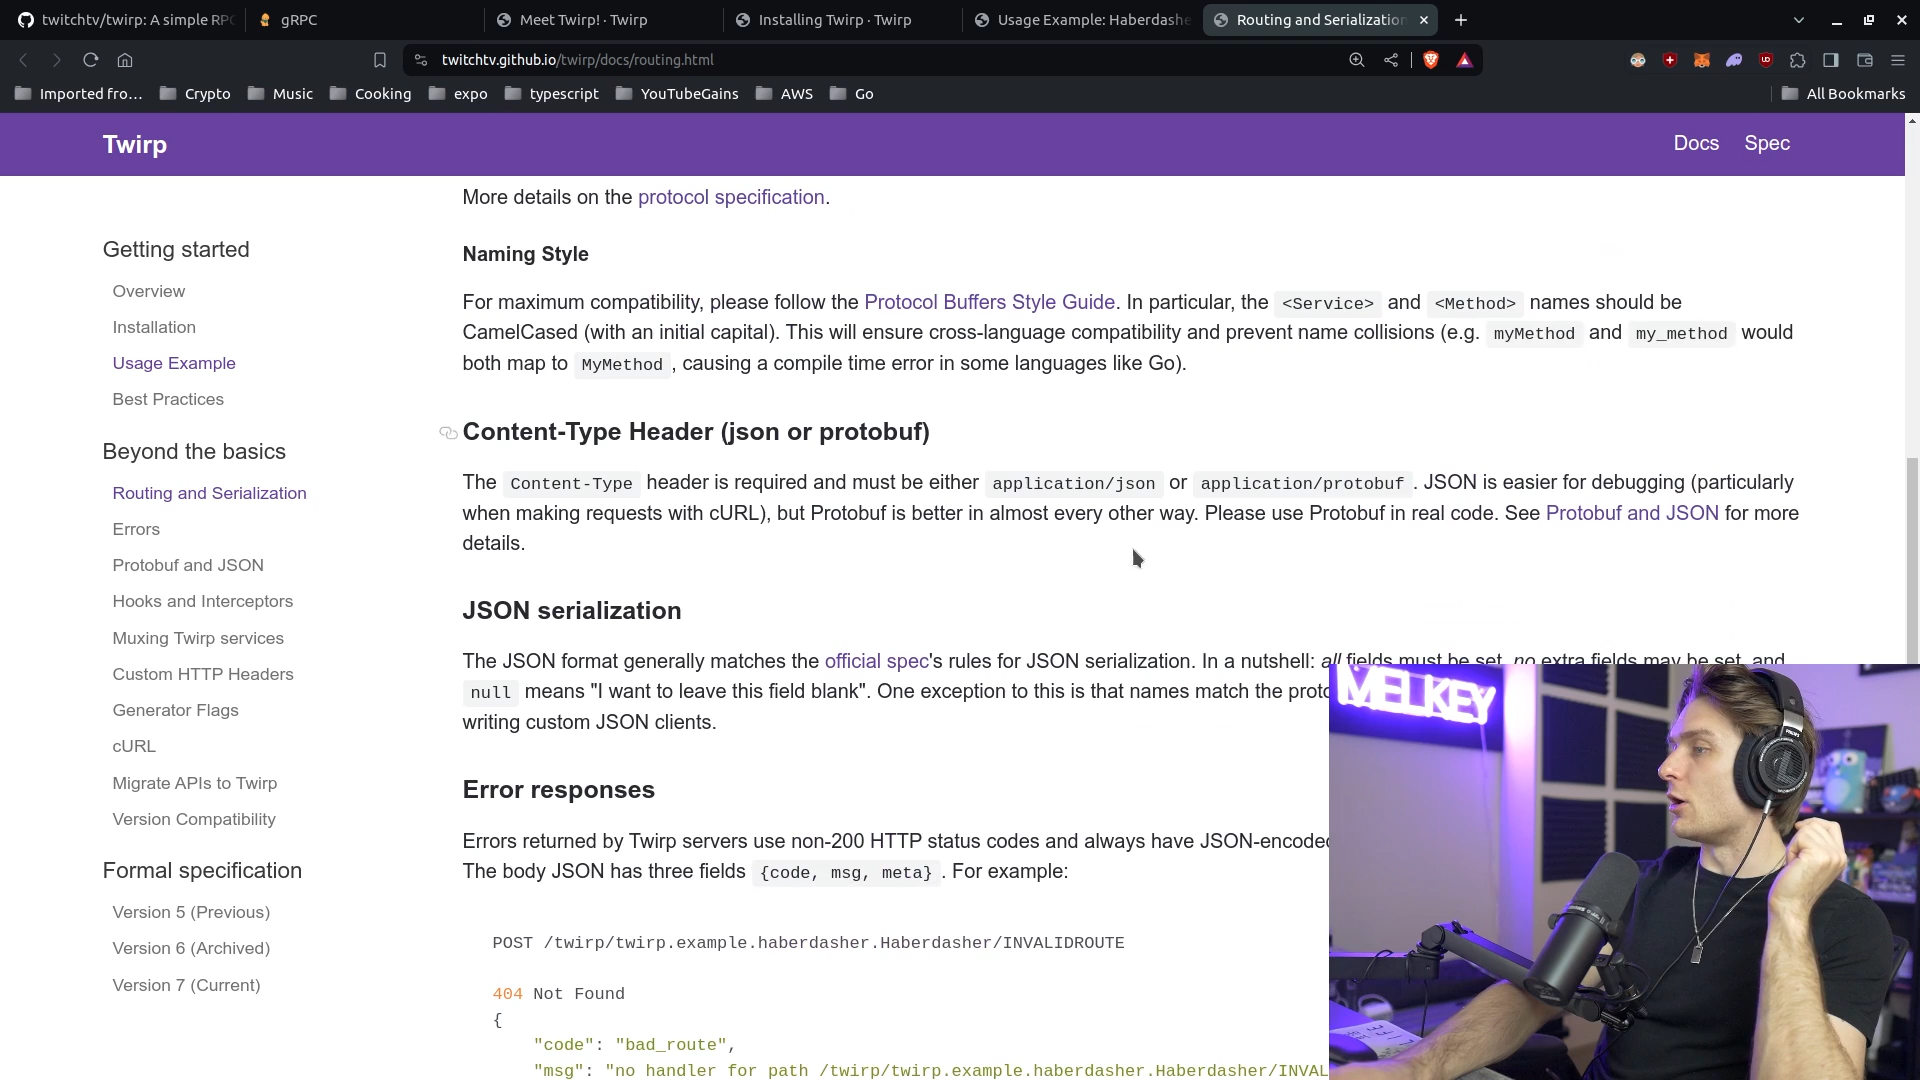 twitchtv/twirp: A simple RPC
gRPC
Meet Twirp! · Twirp
Installing Twirp · Twirp
Usage Example: Haberdashe
Routing and Serialization
twitchtv.github.io/twirp/docs/routing.html
Imported fro...
Crypto
Music
Cooking
expo
typescript
YouTubeGains
AWS
Go
All Bookmarks
Twirp
Docs
Spec
Getting started
Overview
Installation
Usage Example
Best Practices
Beyond the basics
Routing and Serialization
Errors
Protobuf and JSON
Hooks and Interceptors
Muxing Twirp services
Custom HTTP Headers
Generator Flags
cURL
Migrate APIs to Twirp
Version Compatibility
Formal specification
Version 5 (Previous)
Version 6 (Archived)
Version 7 (Current)
More details on the protocol specification.
Naming Style
For maximum compatibility, please follow the Protocol Buffers Style Guide. In particular, the <Service> and <Method> names should be
CamelCased (with an initial capital). This will ensure cross-language compatibility and prevent name collisions (e.g. myMethod and my_method would
both map to MyMethod, causing a compile time error in some languages like Go).
Content-Type Header (json or protobuf)
The Content-Type header is required and must be either application/json or application/protobuf. JSON is easier for debugging (particularly
when making requests with cURL), but Protobuf is better in almost every other way. Please use Protobuf in real code. See Protobuf and JSON for more
details.
JSON serialization
The JSON format generally matches the official spec's rules for JSON serialization. In a nutshell: all fields must be set, no extra fields may be set, and
null means "I want to leave this field blank". One exception to this is that names match the proto
writing custom JSON clients.
Error responses
Errors returned by Twirp servers use non-200 HTTP status codes and always have JSON-encoded
The body JSON has three fields {code, msg, meta}. For example:
POST /twirp/twirp.example.haberdasher.Haberdasher/INVALIDROUTE
404 Not Found
{
"code": "bad_route",
"msg": "no handler for path /twirp/twirp.example.haberdasher.Haberdasher/INVAL
MELKEY